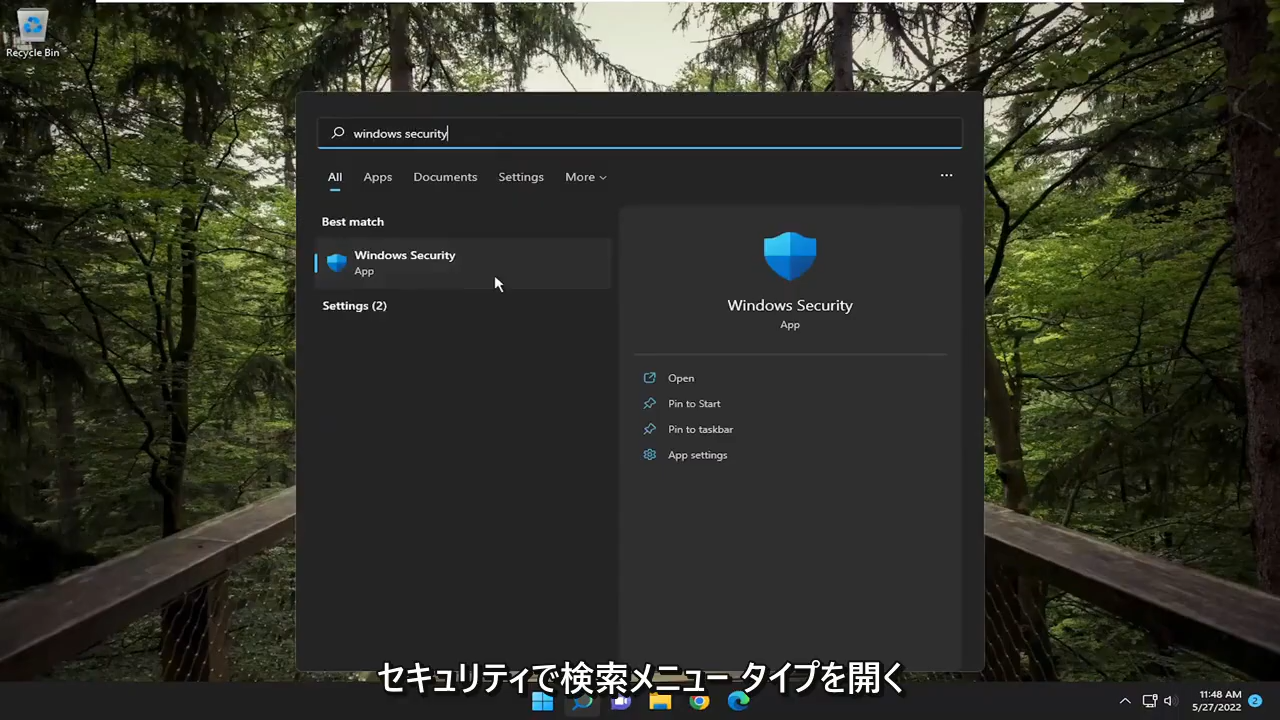 Recycle Bin
windows security
All Apps Documents Settings More
Best match
Windows Security
App
Settings (2)
Windows Security
App
Open
Pin to Start
Pin to taskbar
App settings
セキュリティで検索メニュー タイプを開く
11:48 AM
5/27/2022
2